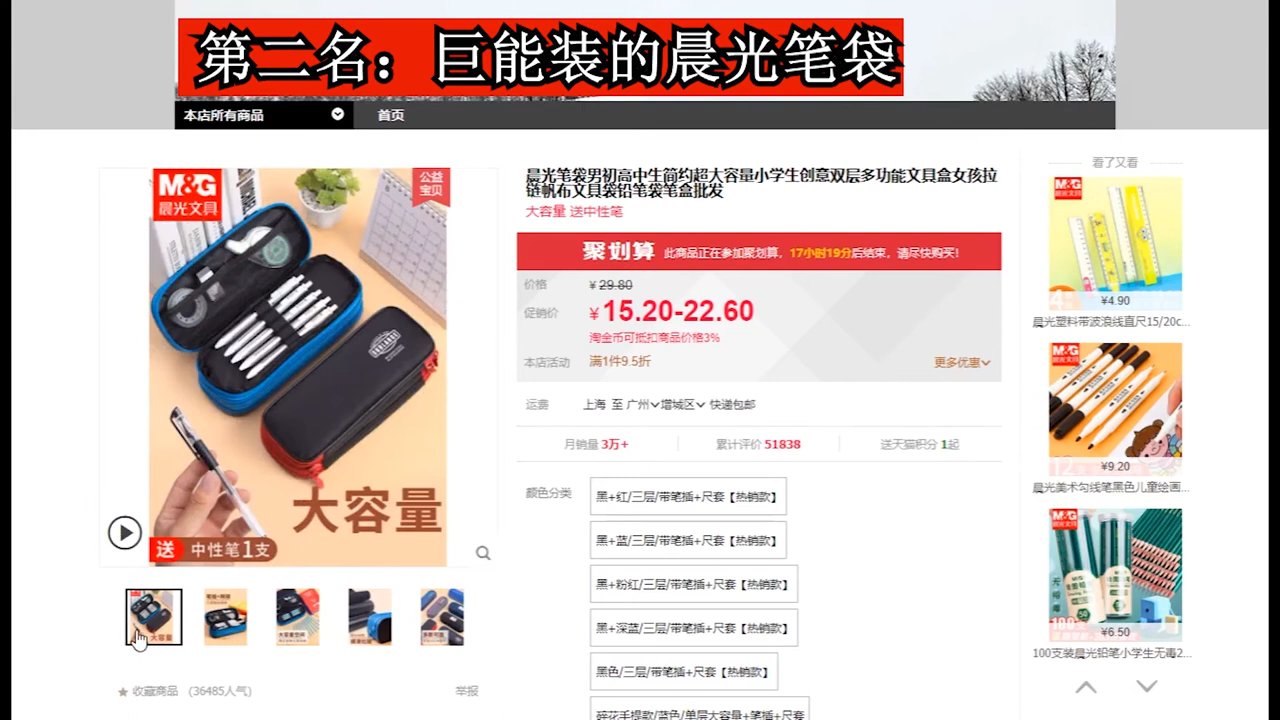 第二名：巨能装的晨光笔袋
本店所有商品
首页
M&G
晨光文具
公益
宝贝
大容量
送 中性笔1支
收藏商品 (36485人气)
举报
晨光笔袋男初高中生简约超大容量小学生创意双层多功能文具盒女孩拉
链帆布文具袋铅笔袋笔盒批发
大容量 送中性笔
聚划算 此商品正在参加聚划算，17小时19分后结束，请尽快购买！
价格 ¥29.80
促销价 ¥15.20-22.60
淘金币可抵扣商品价格3%
本店活动 满1件9.5折 更多优惠
运费 上海 至 广州 增城区 快递包邮
月销量 3万+ 累计评价 51838 送天猫积分 1起
颜色分类
黑+红/三层/带笔插+尺套【热销款】
黑+蓝/三层/带笔插+尺套【热销款】
黑+粉红/三层/带笔插+尺套【热销款】
黑+深蓝/三层/带笔插+尺套【热销款】
黑色/三层/带笔插+尺套【热销款】
碎花手提款/蓝色/单层大容量+笔插+尺套
看了又看
M&G
¥4.90
晨光塑料带波浪线直尺15/20c...
M&G
¥9.20
晨光美术勾线笔黑色儿童绘画...
M&G
¥6.50
100支装晨光铅笔小学生无毒2...